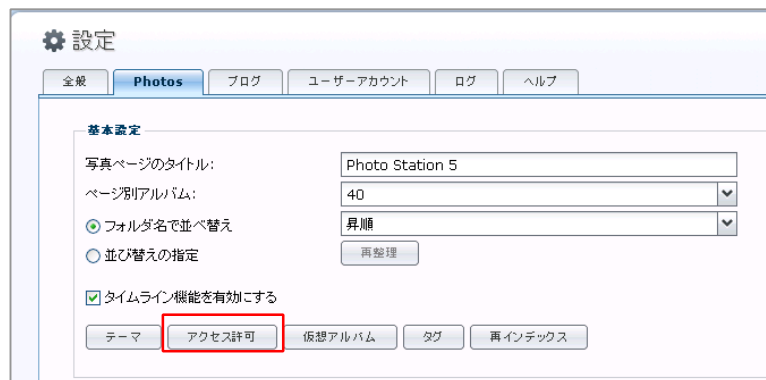 設定
全般 Photos ブログ ユーザーアカウント ログ ヘルプ
基本設定
写真ページのタイトル: Photo Station 5
ページ別アルバム: 40
フォルダ名で並べ替え 昇順
並び替えの指定 再整理
タイムライン機能を有効にする
テーマ アクセス許可 仮想アルバム タグ 再インデックス